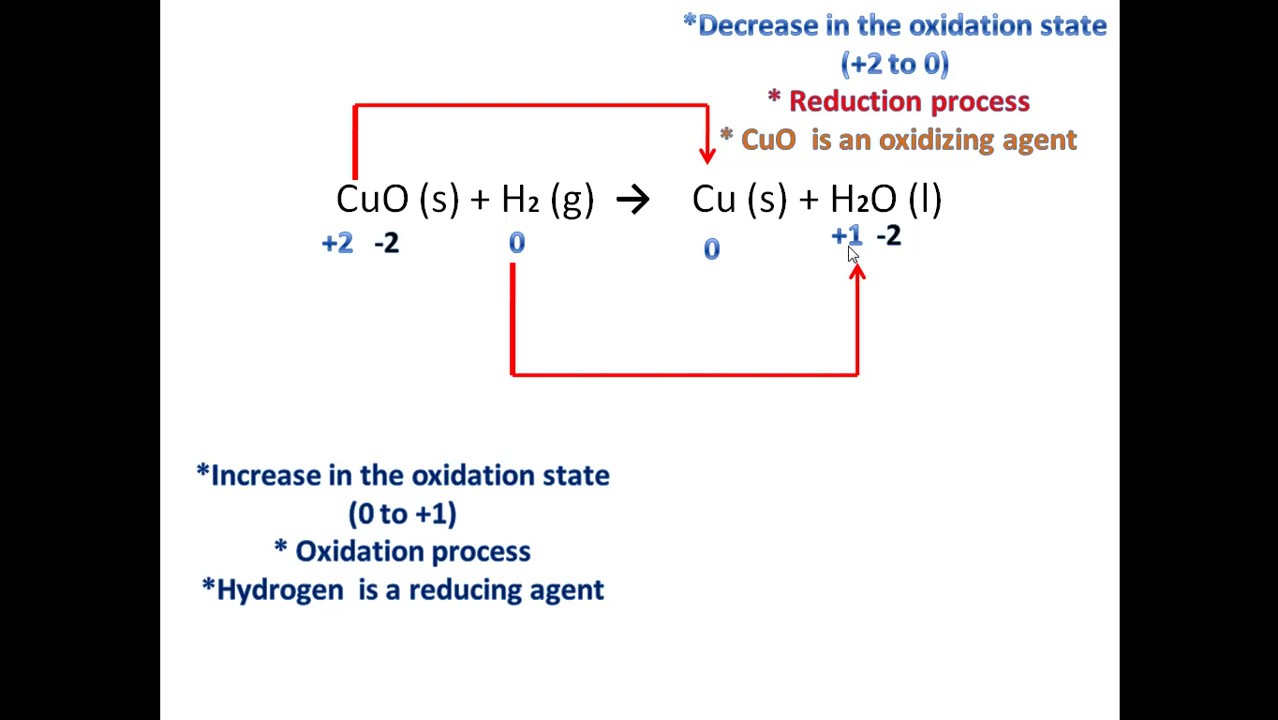 *Decrease in the oxidation state
(+2 to 0)
* Reduction process
* CuO is an oxidizing agent
CuO (s) + H₂ (g) → Cu (s) + H₂O (l)
+2 -2 0 0 +1 -2
*Increase in the oxidation state
(0 to +1)
* Oxidation process
*Hydrogen is a reducing agent